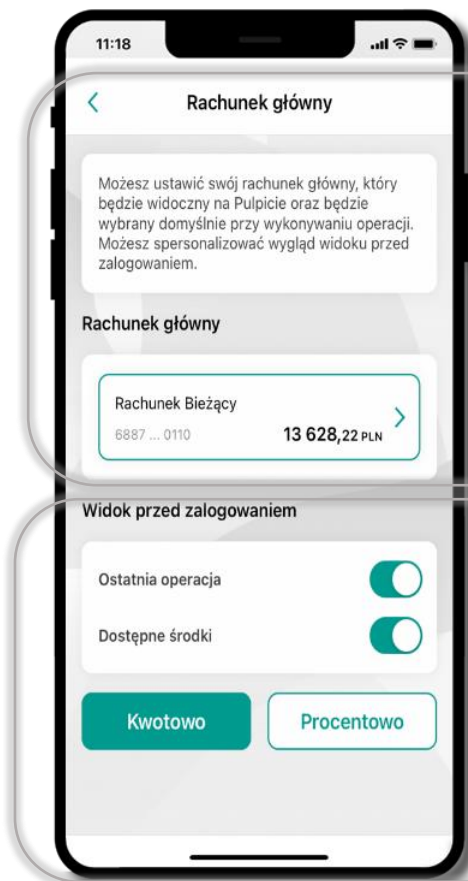 11:18
Rachunek główny
Możesz ustawić swój rachunek główny, który
będzie widoczny na Pulpicie oraz będzie
wybrany domyślnie przy wykonywaniu operacji.
Możesz spersonalizować wygląd widoku przed
zalogowaniem.
Rachunek główny
Rachunek Bieżący
6887 ... 0110 13 628,22 PLN
Widok przed zalogowaniem
Ostatnia operacja
Dostępne środki
Kwotowo Procentowo